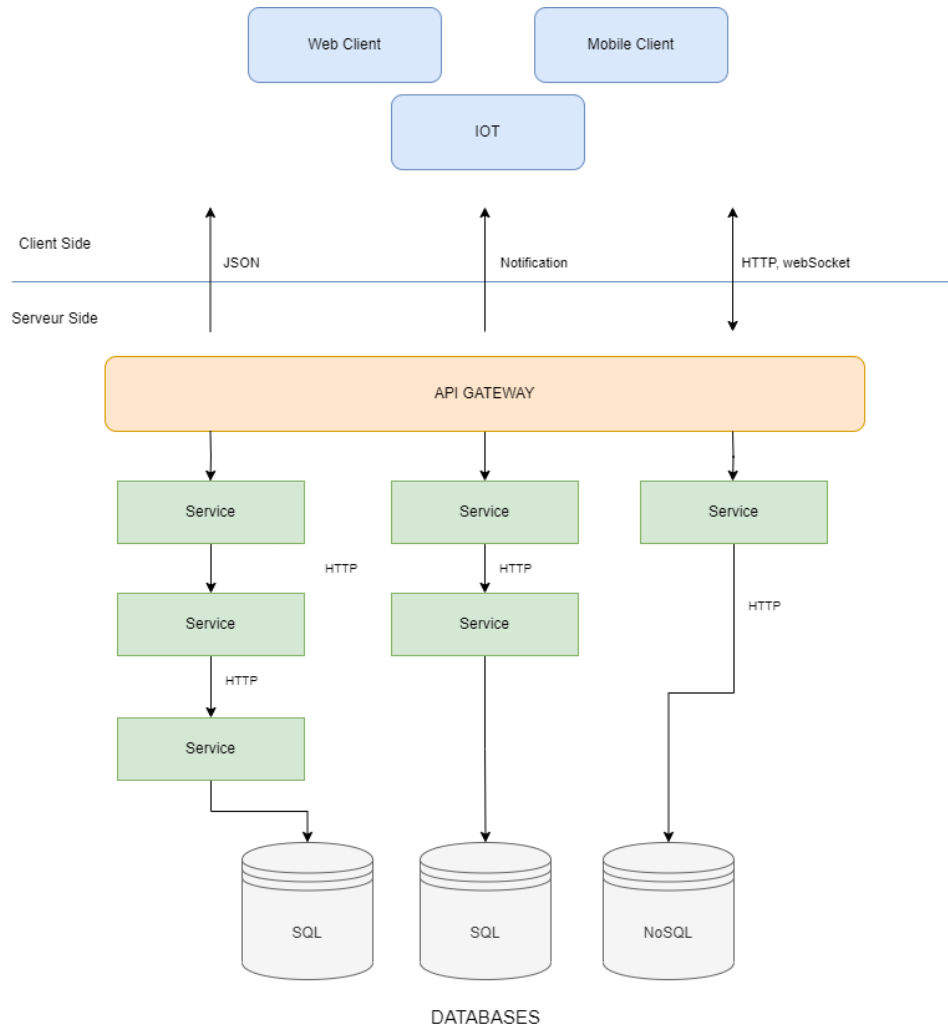 Web Client
Mobile Client
IOT
Client Side
JSON
Notification
HTTP, webSocket
Serveur Side
API GATEWAY
Service
Service
Service
HTTP
HTTP
HTTP
Service
Service
HTTP
Service
SQL
SQL
NoSQL
DATABASES